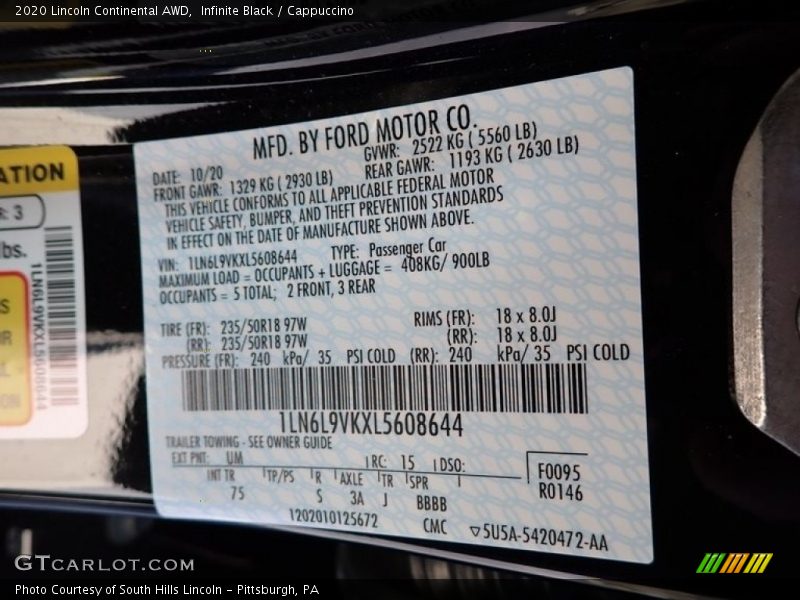 2020 Lincoln Continental AWD, Infinite Black / Cappuccino
MFD. BY FORD MOTOR CO.
DATE: 10/20
GVWR: 2522 KG ( 5560 LB)
FRONT GAWR: 1329 KG ( 2930 LB)
REAR GAWR: 1193 KG ( 2630 LB)
THIS VEHICLE CONFORMS TO ALL APPLICABLE FEDERAL MOTOR
VEHICLE SAFETY, BUMPER, AND THEFT PREVENTION STANDARDS
IN EFFECT ON THE DATE OF MANUFACTURE SHOWN ABOVE.
VIN: 1LN6L9VKXL5608644 TYPE: Passenger Car
MAXIMUM LOAD = OCCUPANTS + LUGGAGE = 408KG/ 900LB
OCCUPANTS = 5 TOTAL; 2 FRONT, 3 REAR
TIRE (FR): 235/50R18 97W RIMS (FR): 18 x 8.0J
(RR): 235/50R18 97W (RR): 18 x 8.0J
PRESSURE (FR): 240 kPa/ 35 PSI COLD (RR): 240 kPa/ 35 PSI COLD
1LN6L9VKXL5608644
TRAILER TOWING - SEE OWNER GUIDE
EXT PNT: UM RC: 15 DSO: F0095
INT TR TP/PS R AXLE TR SPR R0146
75 S 3A J BBBB
1202010125672 CMC ▽5U5A-5420472-AA
ATION
R: 3
lbs.
1LN6L9VKXL5608644
GTCARLOT.COM
Photo Courtesy of South Hills Lincoln - Pittsburgh, PA